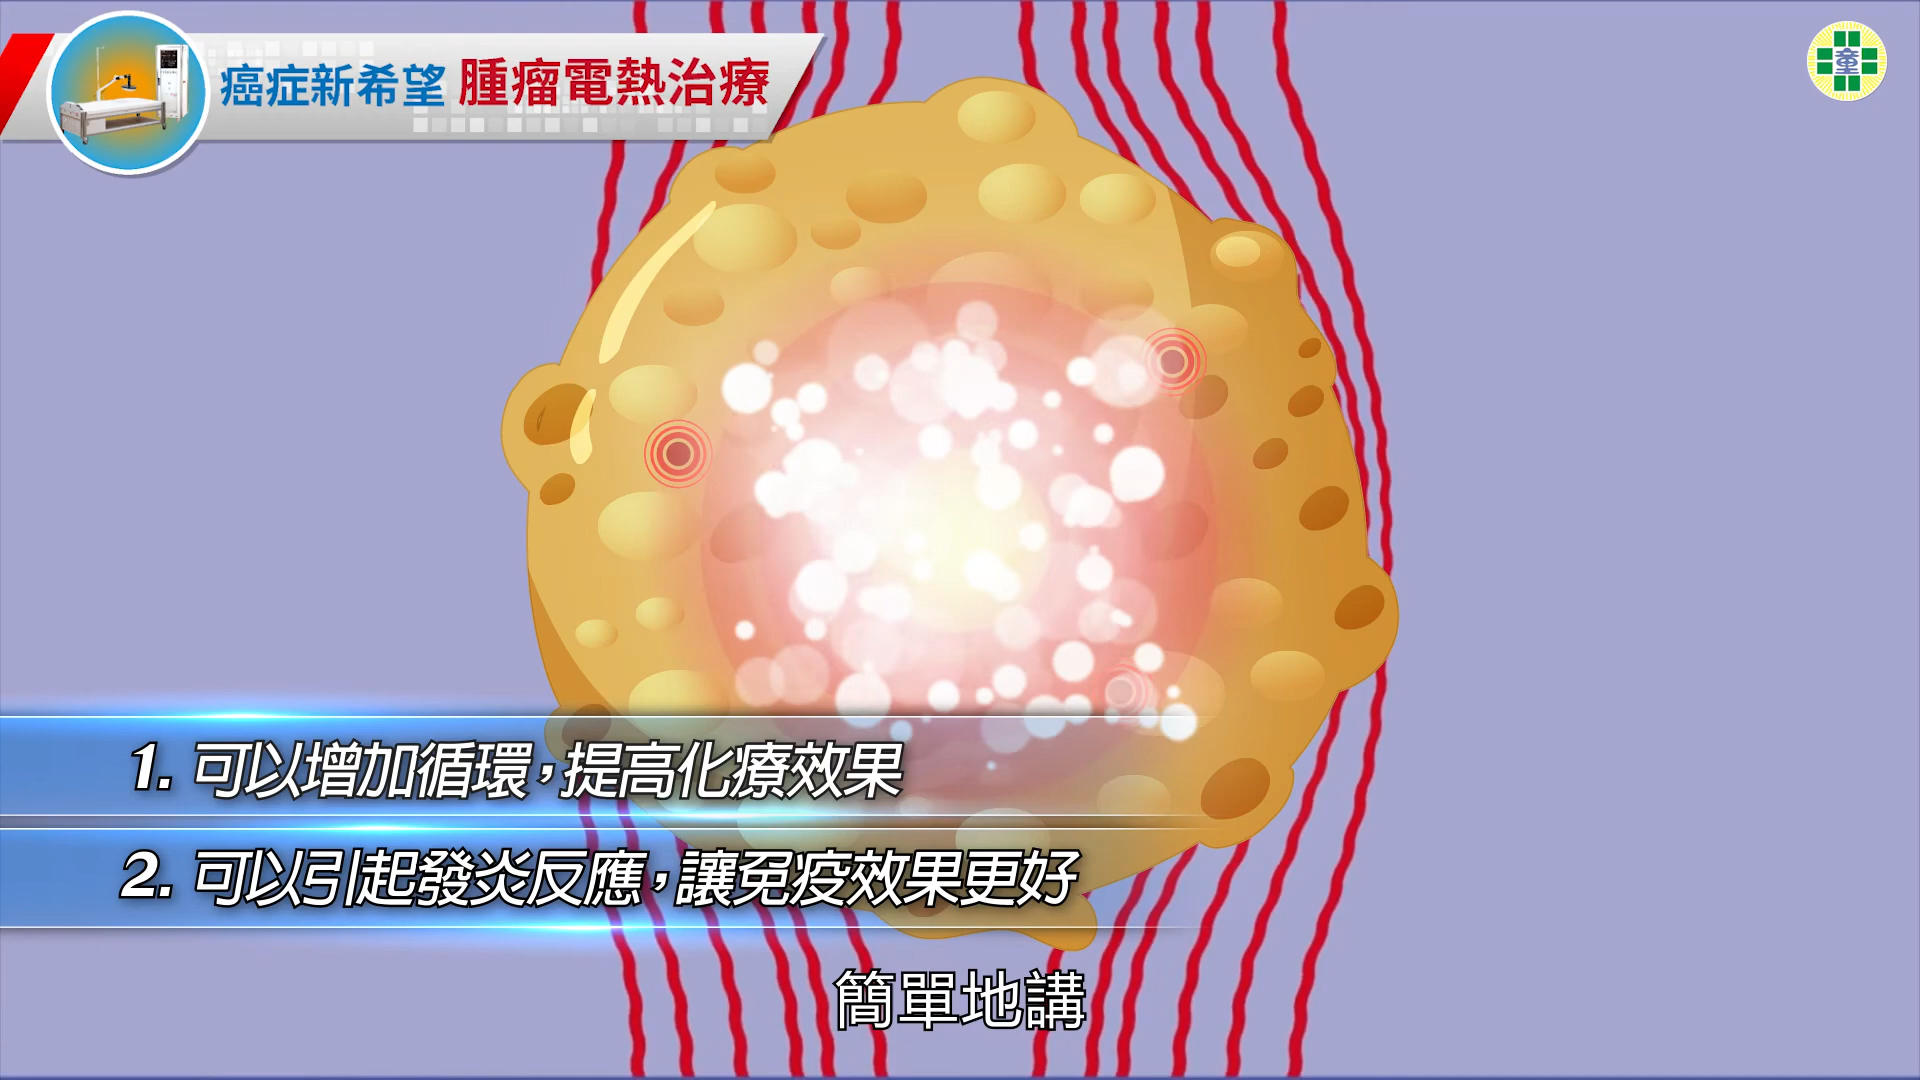 癌症新希望 腫瘤電熱治療
童
1. 可以增加循環，提高化療效果
2. 可以引起發炎反應，讓免疫效果更好
簡單地講